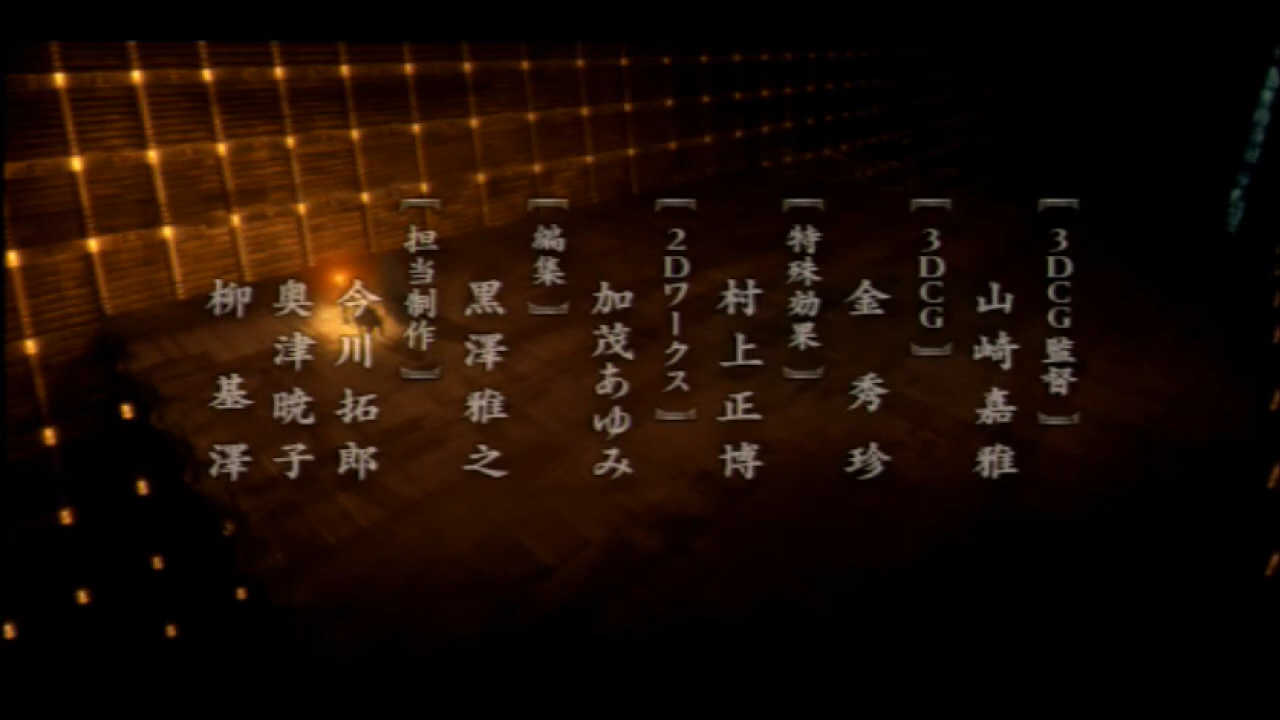 ［3DCG監督］
山崎嘉雅
［3DCG］
金秀珍
［特殊効果］
村上正博
［2Dワークス］
加茂あゆみ
［編集］
黒澤雅之
［担当制作］
今川拓郎
奥津暁子
柳基澤